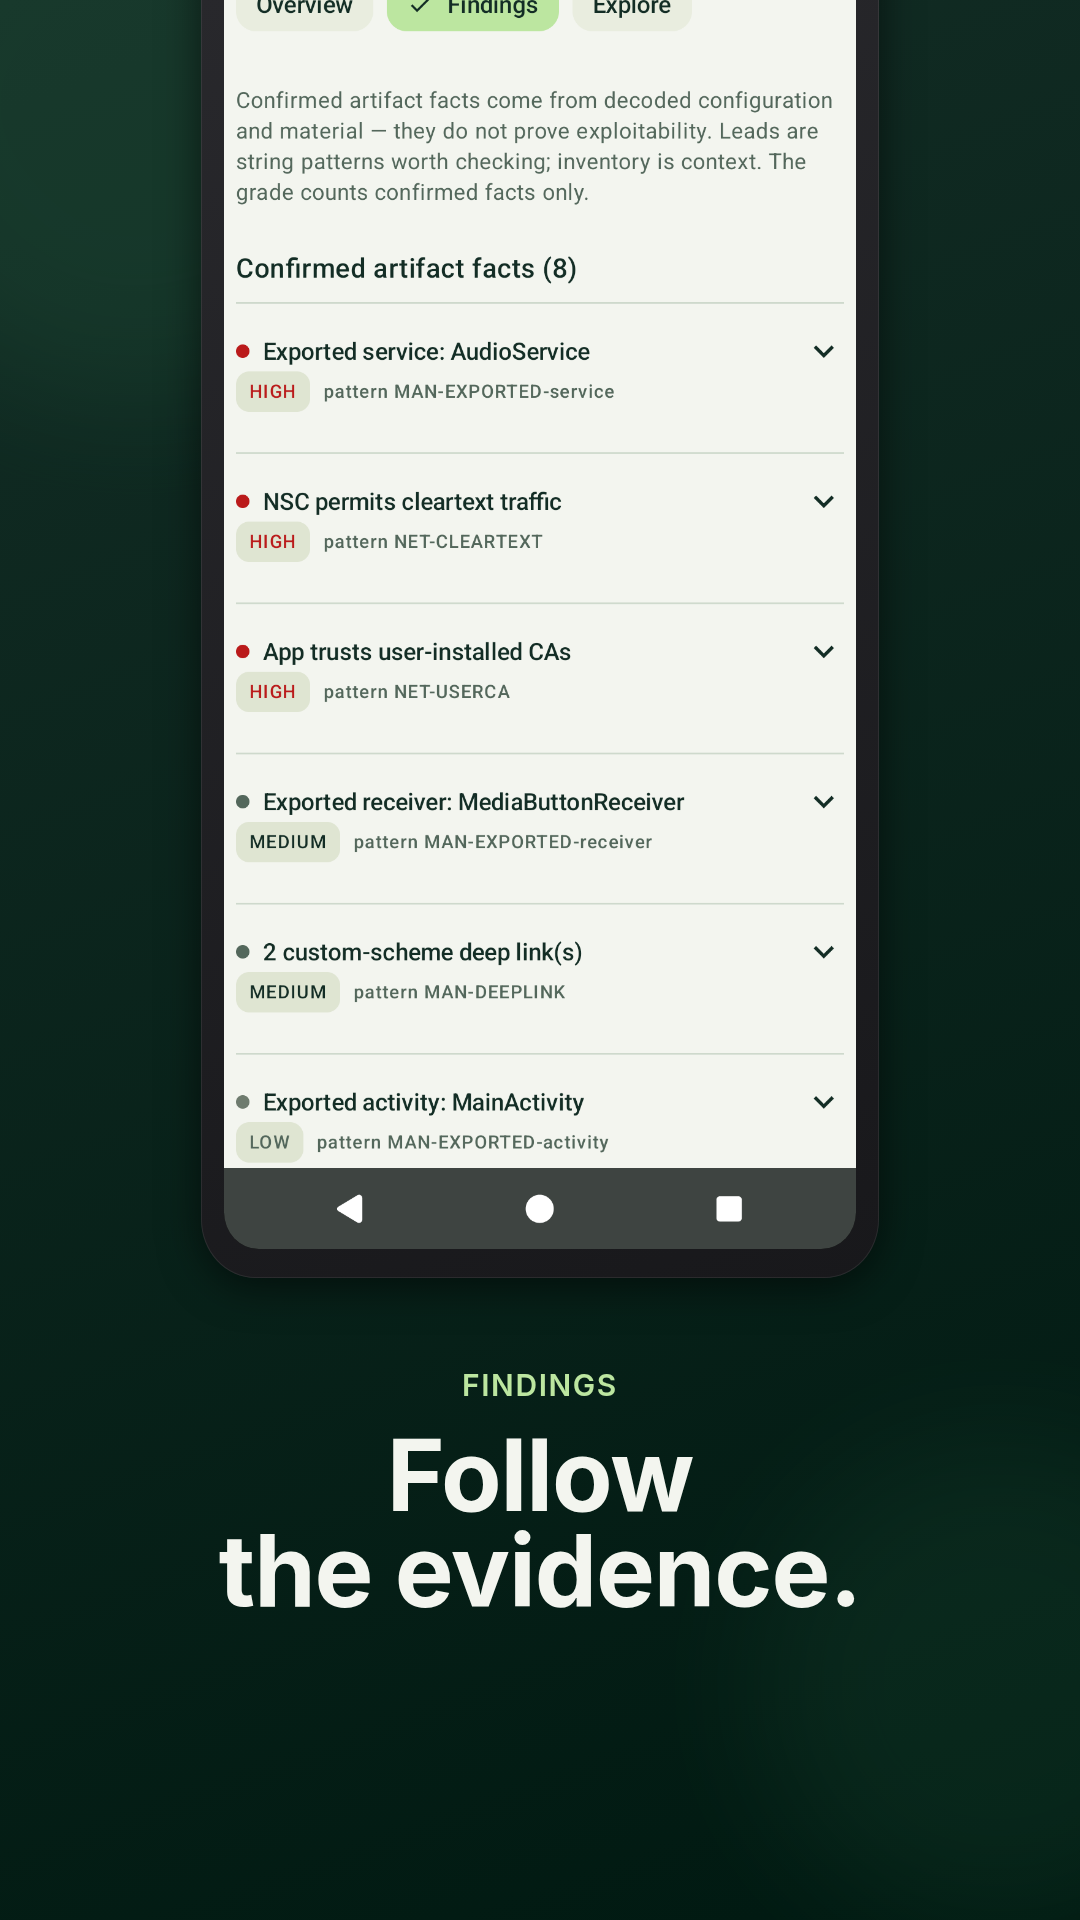 Overview
Findings
Explore
Confirmed artifact facts come from decoded configuration
and material — they do not prove exploitability. Leads are
string patterns worth checking; inventory is context. The
grade counts confirmed facts only.
Confirmed artifact facts (8)
Exported service: AudioService
HIGH pattern MAN-EXPORTED-service
NSC permits cleartext traffic
HIGH pattern NET-CLEARTEXT
App trusts user-installed CAs
HIGH pattern NET-USERCA
Exported receiver: MediaButtonReceiver
MEDIUM pattern MAN-EXPORTED-receiver
2 custom-scheme deep link(s)
MEDIUM pattern MAN-DEEPLINK
Exported activity: MainActivity
LOW pattern MAN-EXPORTED-activity
FINDINGS
Follow
the evidence.